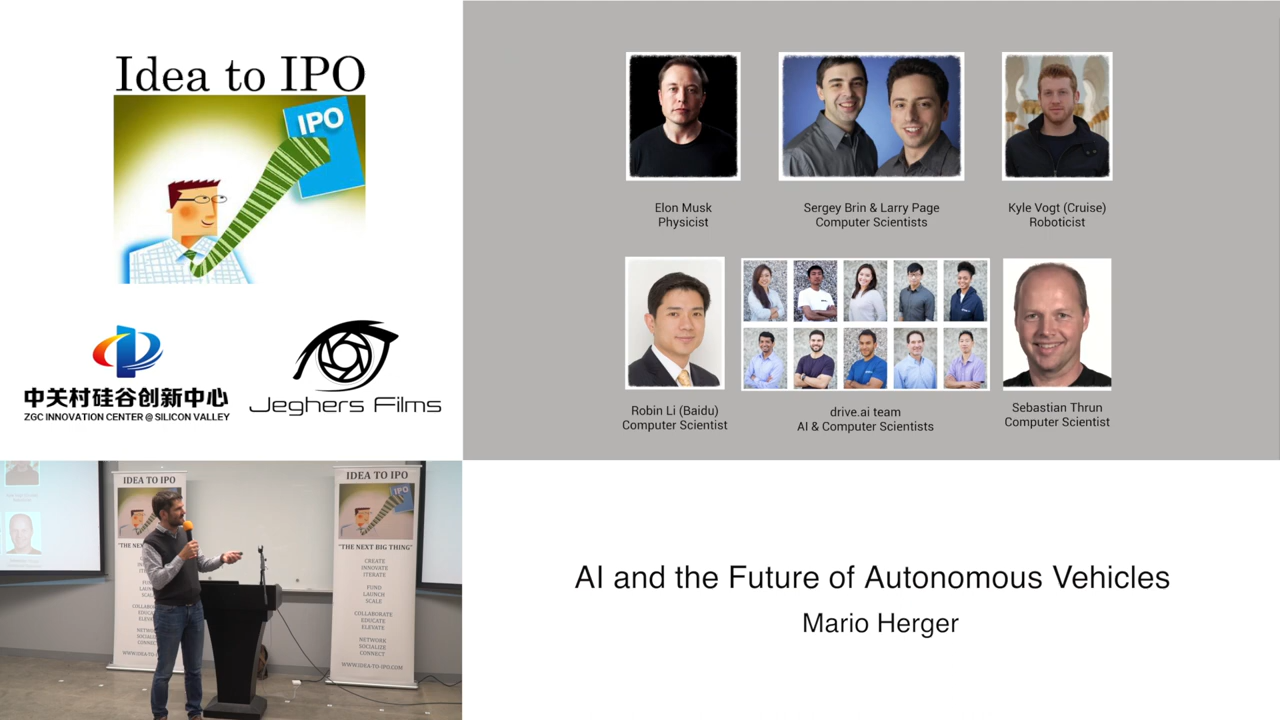 Idea to IPO
IPO
中关村硅谷创新中心
ZGC INNOVATION CENTER @ SILICON VALLEY
Jeghers Films
Elon Musk
Physicist
Sergey Brin & Larry Page
Computer Scientists
Kyle Vogt (Cruise)
Roboticist
Robin Li (Baidu)
Computer Scientist
drive.ai team
AI & Computer Scientists
Sebastian Thrun
Computer Scientist
IDEA TO IPO
"THE NEX
IDEA TO IPO
IPO
"THE NEXT BIG THING"
CREATE
INNOVATE
ITERATE
FUND
LAUNCH
SCALE
COLLABORATE
EDUCATE
ELEVATE
NETWORK
SOCIALIZE
CONNECT
WWW.IDEA-TO-IPO.COM
AI and the Future of Autonomous Vehicles
Mario Herger